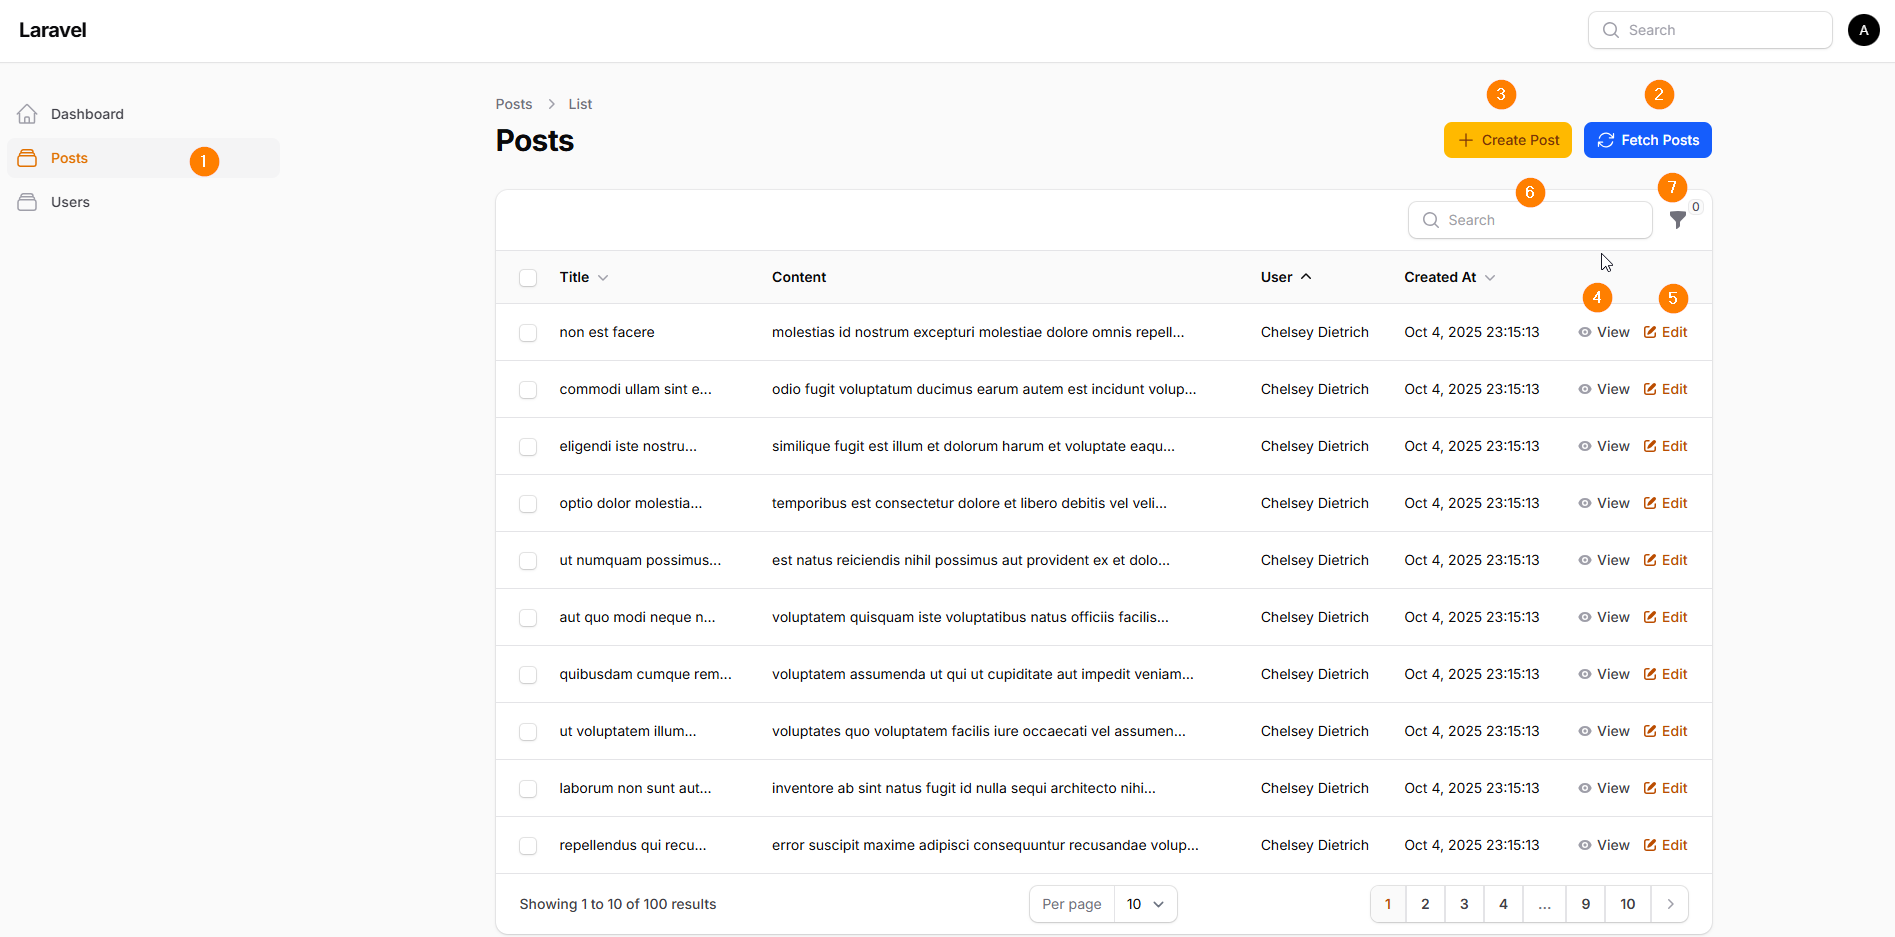 Laravel
Search
A
Dashboard
Posts
1
Users
Posts > List
Posts
3
2
Create Post
Fetch Posts
6
7
Search
0
Title
Content
User
Created At
4
5
non est facere molestias id nostrum excepturi molestiae dolore omnis repell... Chelsey Dietrich Oct 4, 2025 23:15:13 View Edit
commodi ullam sint e... odio fugit voluptatum ducimus earum autem est incidunt volup... Chelsey Dietrich Oct 4, 2025 23:15:13 View Edit
eligendi iste nostru... similique fugit est illum et dolorum harum et voluptate eaqu... Chelsey Dietrich Oct 4, 2025 23:15:13 View Edit
optio dolor molestia... temporibus est consectetur dolore et libero debitis vel veli... Chelsey Dietrich Oct 4, 2025 23:15:13 View Edit
ut numquam possimus... est natus reiciendis nihil possimus aut provident ex et dolo... Chelsey Dietrich Oct 4, 2025 23:15:13 View Edit
aut quo modi neque n... voluptatem quisquam iste voluptatibus natus officiis facilis... Chelsey Dietrich Oct 4, 2025 23:15:13 View Edit
quibusdam cumque rem... voluptatem assumenda ut qui ut cupiditate aut impedit veniam... Chelsey Dietrich Oct 4, 2025 23:15:13 View Edit
ut voluptatem illum... voluptates quo voluptatem facilis iure occaecati vel assumen... Chelsey Dietrich Oct 4, 2025 23:15:13 View Edit
laborum non sunt aut... inventore ab sint natus fugit id nulla sequi architecto nihi... Chelsey Dietrich Oct 4, 2025 23:15:13 View Edit
repellendus qui recu... error suscipit maxime adipisci consequuntur recusandae volup... Chelsey Dietrich Oct 4, 2025 23:15:13 View Edit
Showing 1 to 10 of 100 results
Per page 10
1 2 3 4 ... 9 10